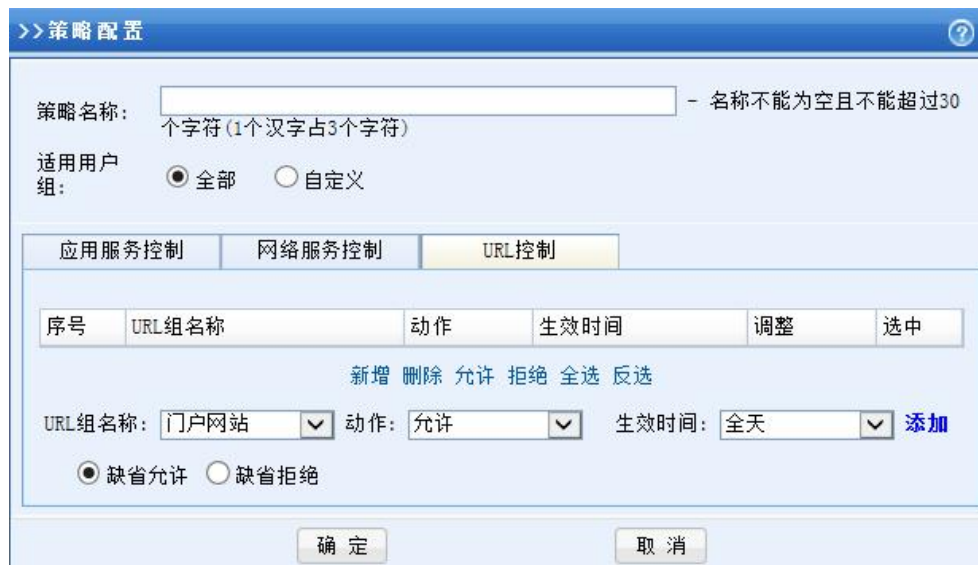 >>策略配置
策略名称: - 名称不能为空且不能超过30
个字符(1个汉字占3个字符)
适用用户
组: 全部 自定义
应用服务控制 网络服务控制 URL控制
序号 URL组名称 动作 生效时间 调整 选中
新增 删除 允许 拒绝 全选 反选
URL组名称: 门户网站 动作: 允许 生效时间: 全天 添加
缺省允许 缺省拒绝
确 定 取 消